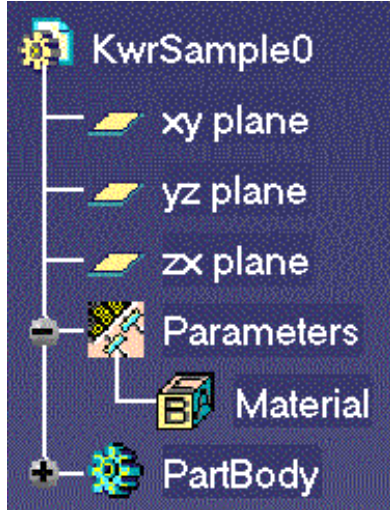 KwrSample0
xy plane
yz plane
zx plane
Parameters
B Material
PartBody